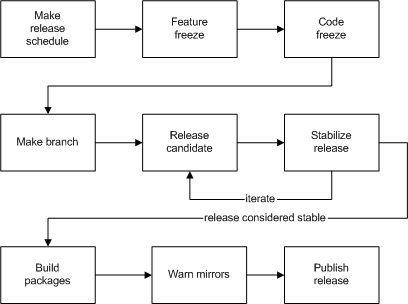 Make
release
schedule
Feature
freeze
Code
freeze
Make branch
Release
candidate
Stabilize
release
iterate
release considered stable
Build
packages
Warn mirrors
Publish
release